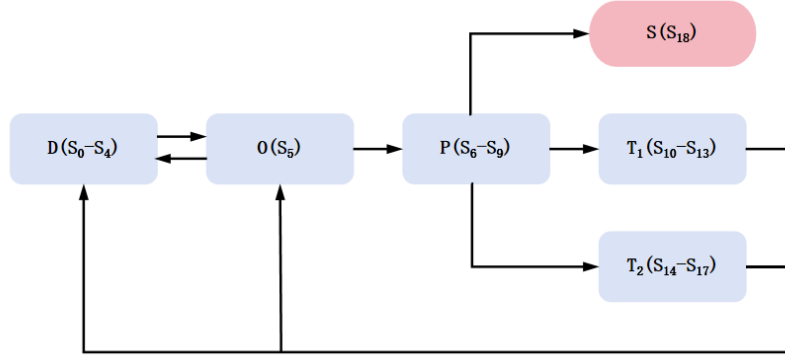 S(S₁₈)
D(S₀-S₄)
O(S₅)
P(S₆-S₉)
T₁(S₁₀-S₁₃)
T₂(S₁₄-S₁₇)